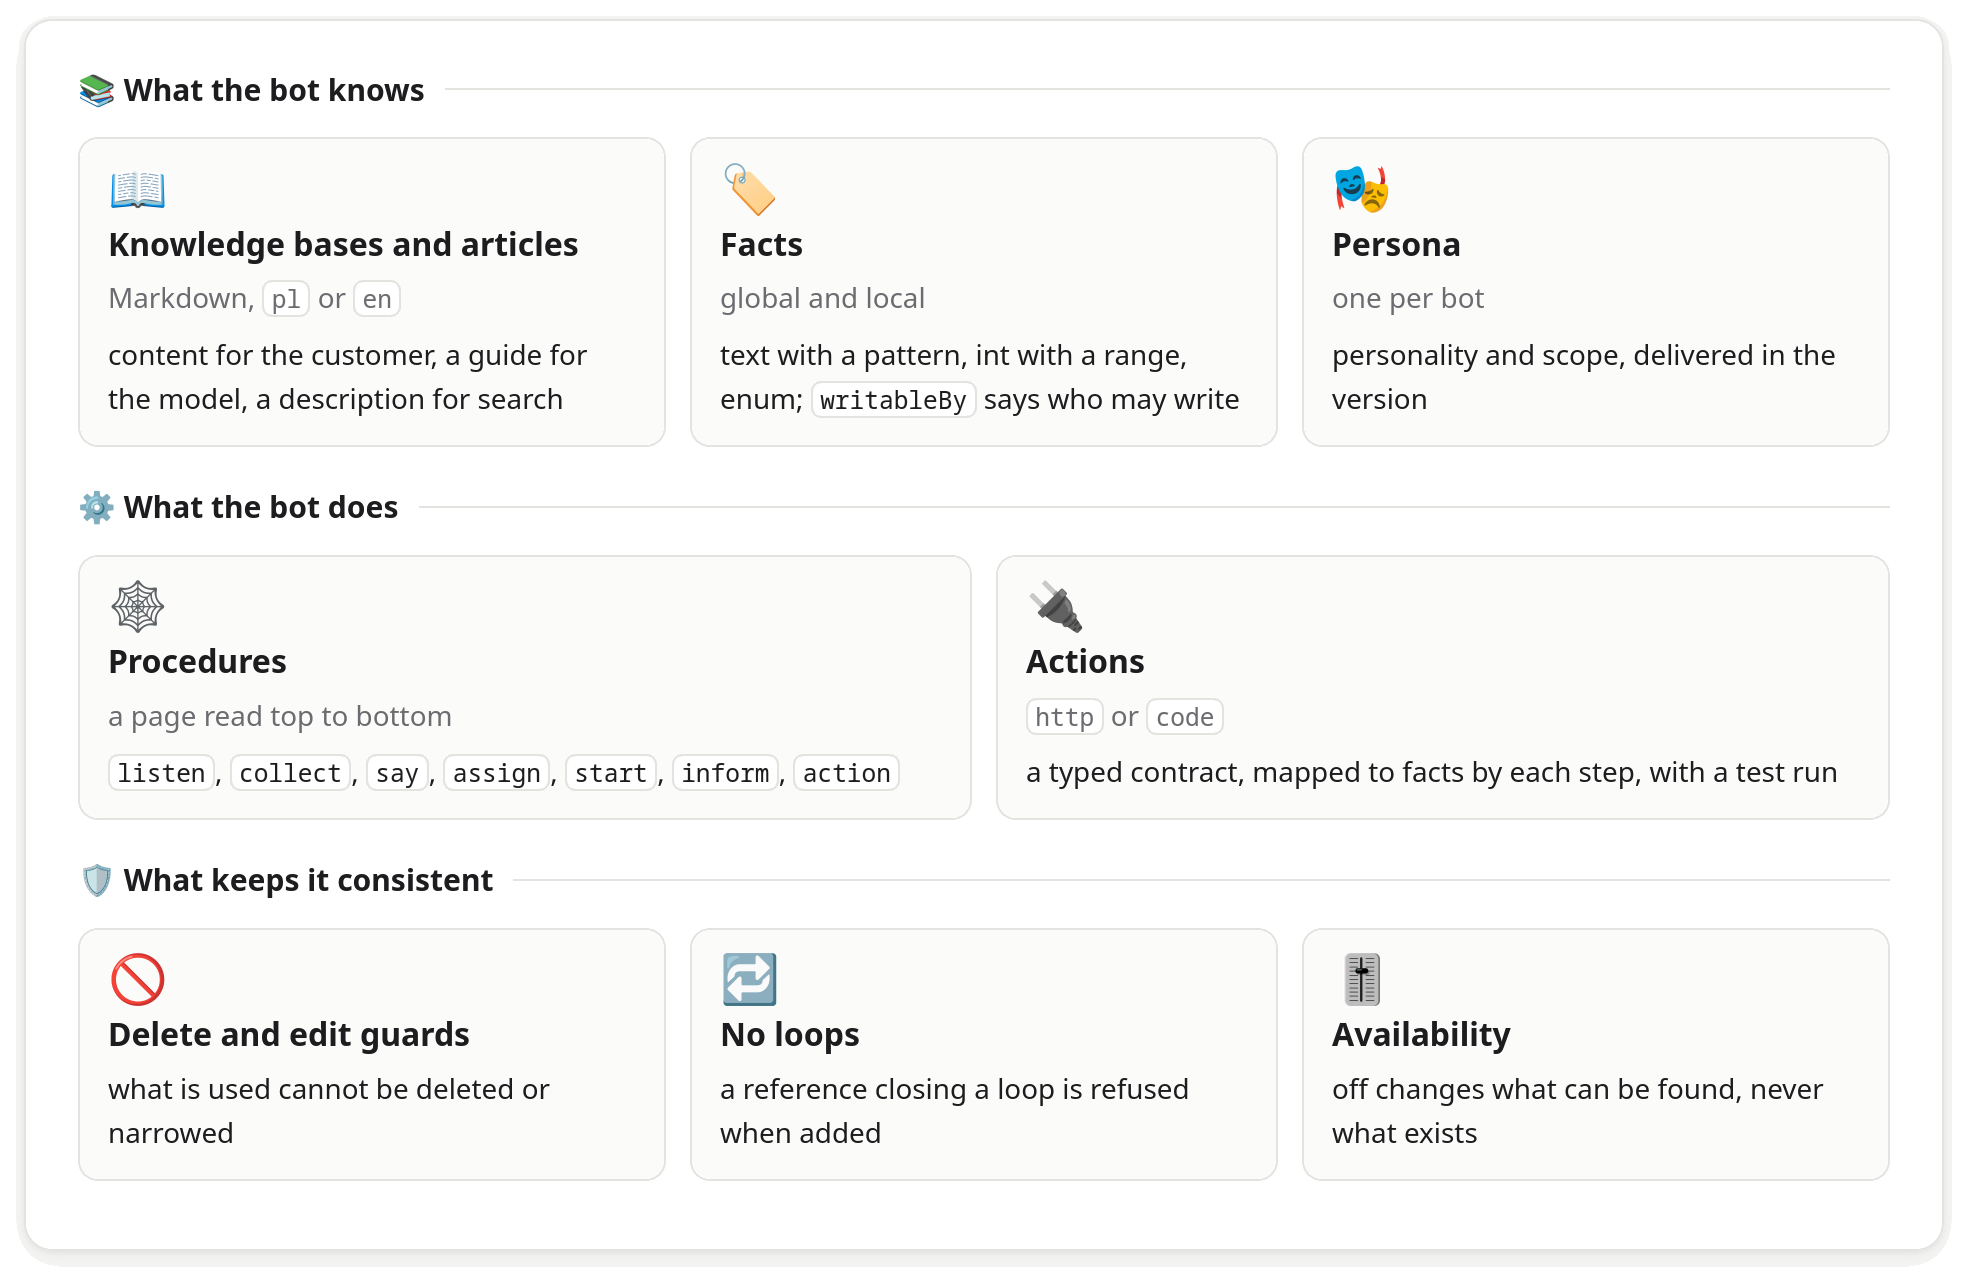 📚 What the bot knows
Knowledge bases and articles
Markdown, pl or en
content for the customer, a guide for
the model, a description for search
Facts
global and local
text with a pattern, int with a range,
enum; writableBy says who may write
Persona
one per bot
personality and scope, delivered in the
version
⚙️ What the bot does
Procedures
a page read top to bottom
listen, collect, say, assign, start, inform, action
Actions
http or code
a typed contract, mapped to facts by each step, with a test run
🛡️ What keeps it consistent
Delete and edit guards
what is used cannot be deleted or
narrowed
No loops
a reference closing a loop is refused
when added
Availability
off changes what can be found, never
what exists